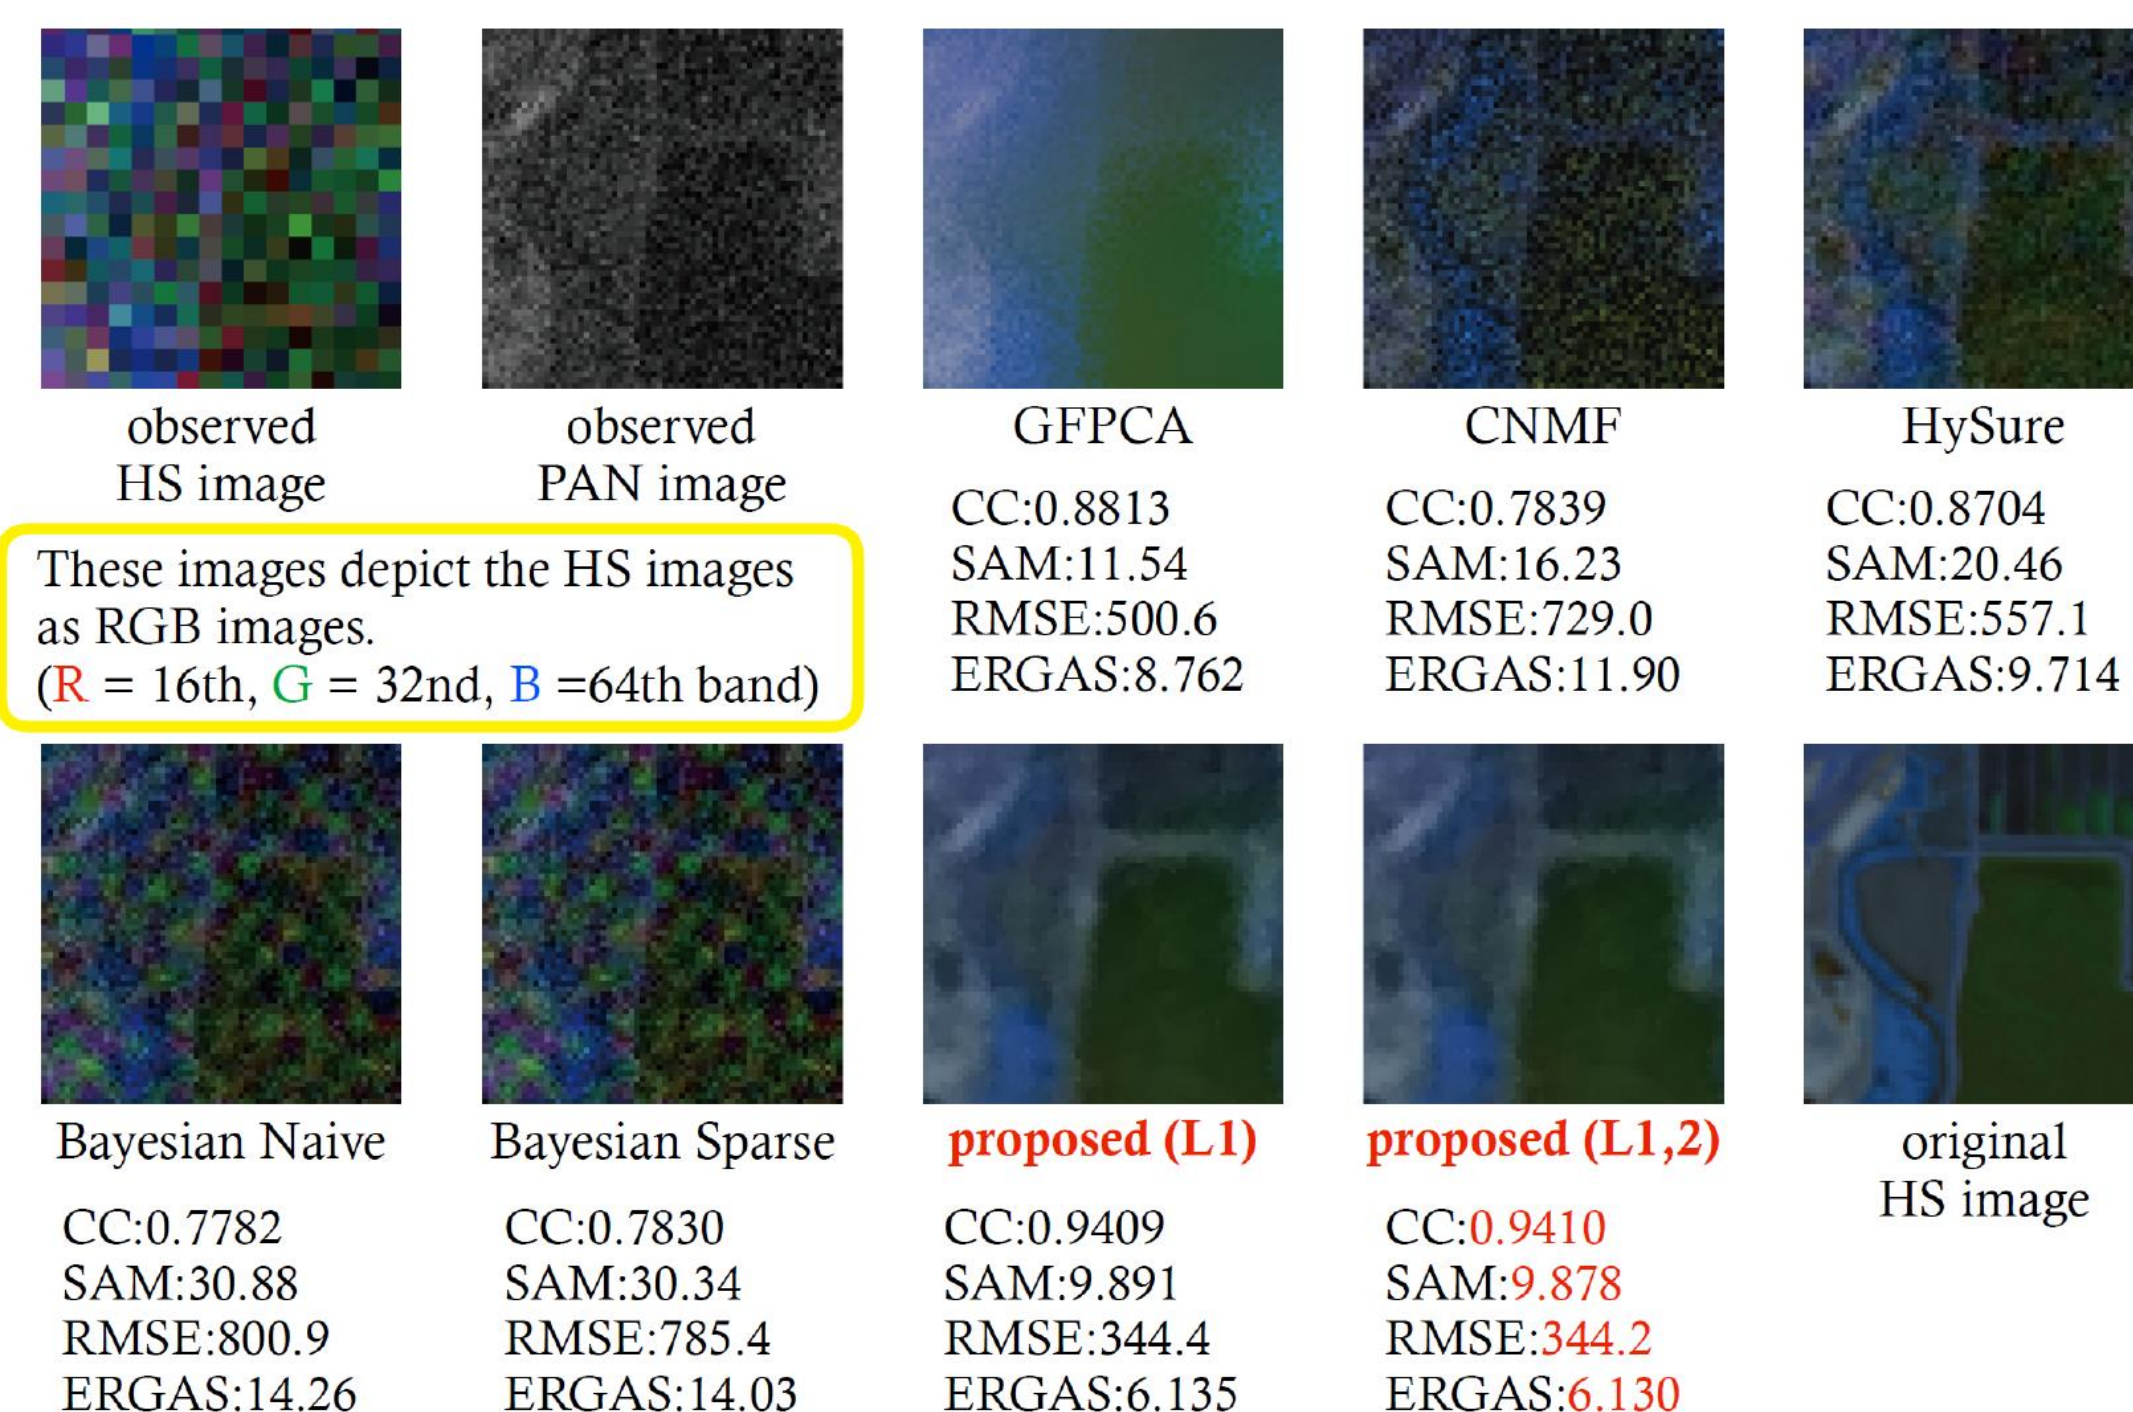 observed
HS image
observed
PAN image
GFPCA
CC:0.8813
SAM:11.54
RMSE:500.6
ERGAS:8.762
CNMF
CC:0.7839
SAM:16.23
RMSE:729.0
ERGAS:11.90
HySure
CC:0.8704
SAM:20.46
RMSE:557.1
ERGAS:9.714
These images depict the HS images
as RGB images.
(R = 16th, G = 32nd, B =64th band)
Bayesian Naive
CC:0.7782
SAM:30.88
RMSE:800.9
ERGAS:14.26
Bayesian Sparse
CC:0.7830
SAM:30.34
RMSE:785.4
ERGAS:14.03
proposed (L1)
CC:0.9409
SAM:9.891
RMSE:344.4
ERGAS:6.135
proposed (L1,2)
CC:0.9410
SAM:9.878
RMSE:344.2
ERGAS:6.130
original
HS image